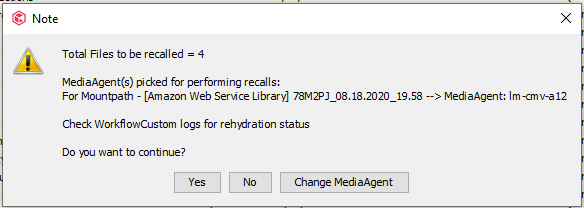 Note
Total Files to be recalled = 4
MediaAgent(s) picked for performing recalls:
For Mountpath - [Amazon Web Service Library] 78M2PJ_08.18.2020_19.58 --> MediaAgent: lm-cmv-a12
Check WorkflowCustom logs for rehydration status
Do you want to continue?
Yes No Change MediaAgent